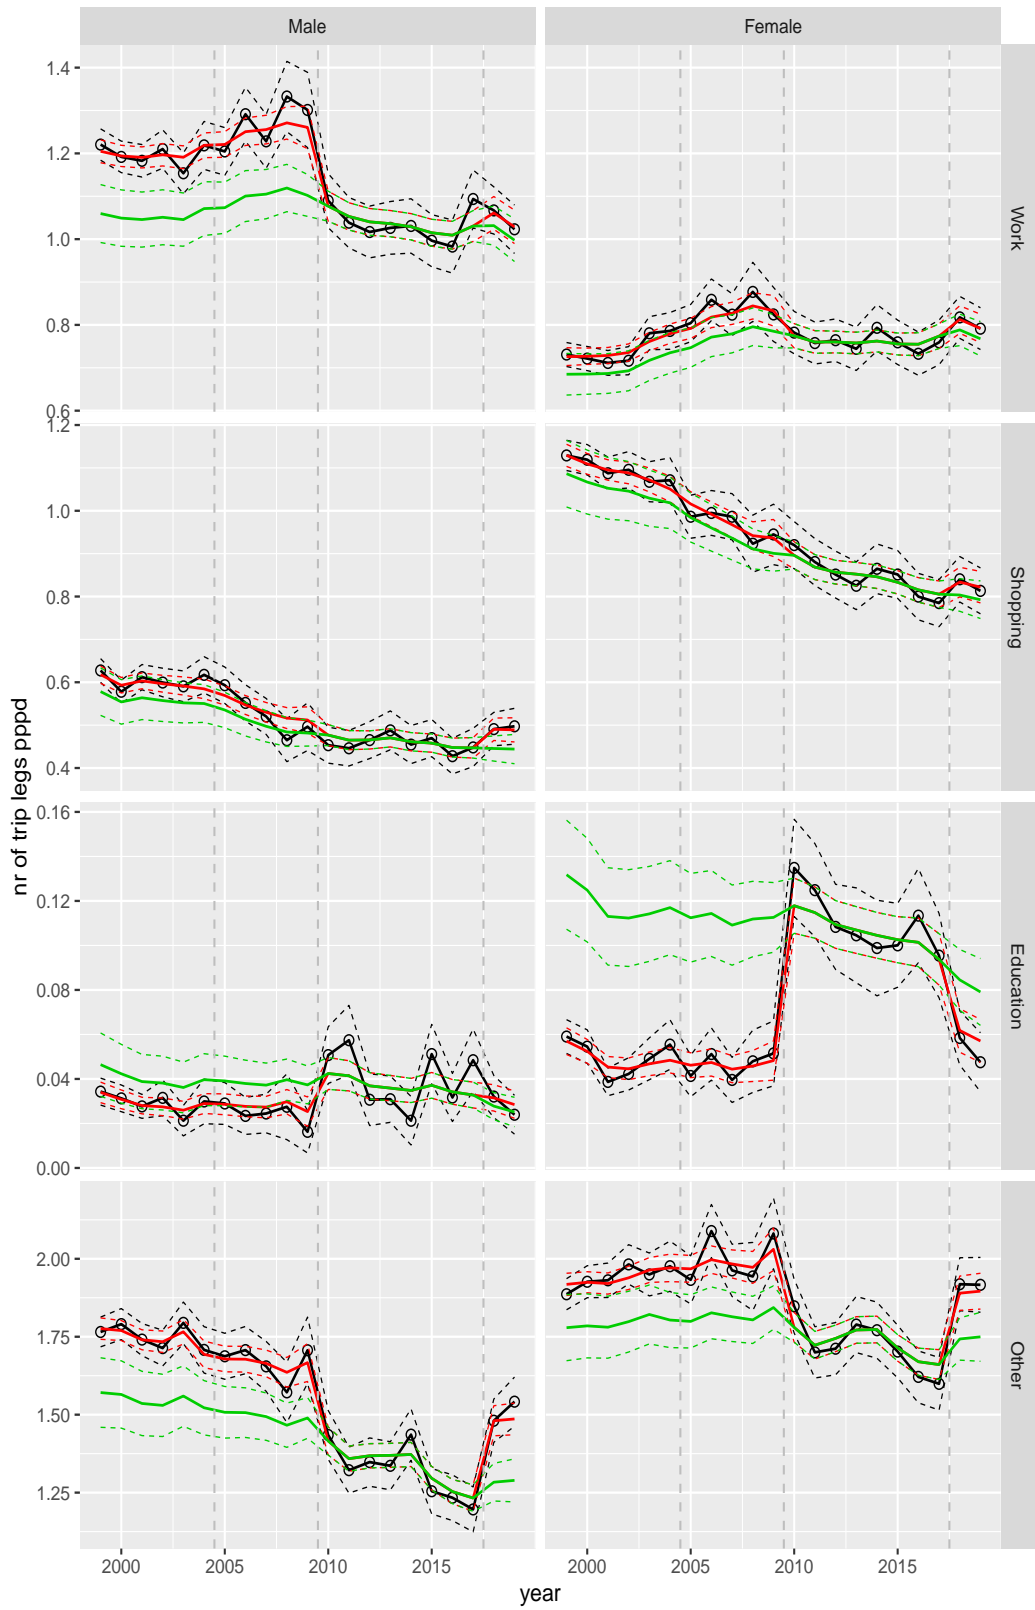 Male Female
1.4
1.2
1.0
0.8
0.6
Work
1.2
1.0
0.8
0.6
0.4
Shopping
nr of trip legs pppd
0.16
0.12
0.08
0.04
0.00
Education
2.00
1.75
1.50
1.25
Other
2000 2005 2010 2015 2000 2005 2010 2015
year